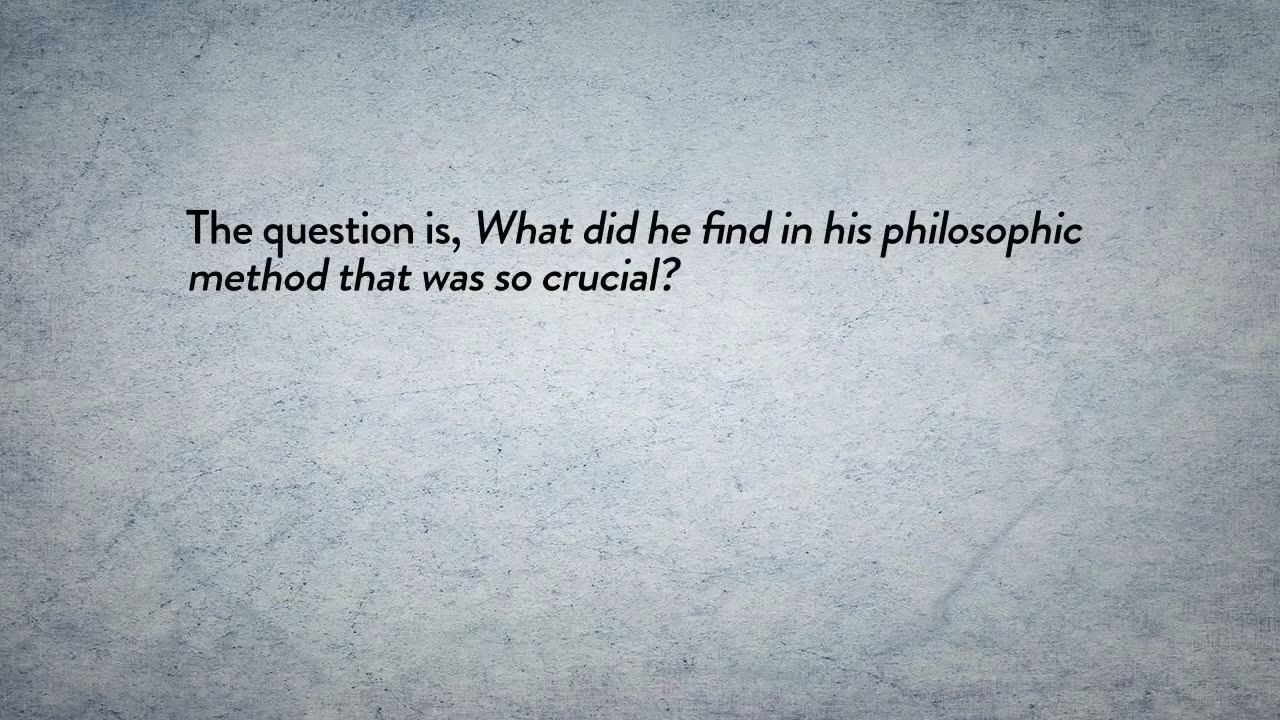 The question is, What did he find in his philosophic
method that was so crucial?